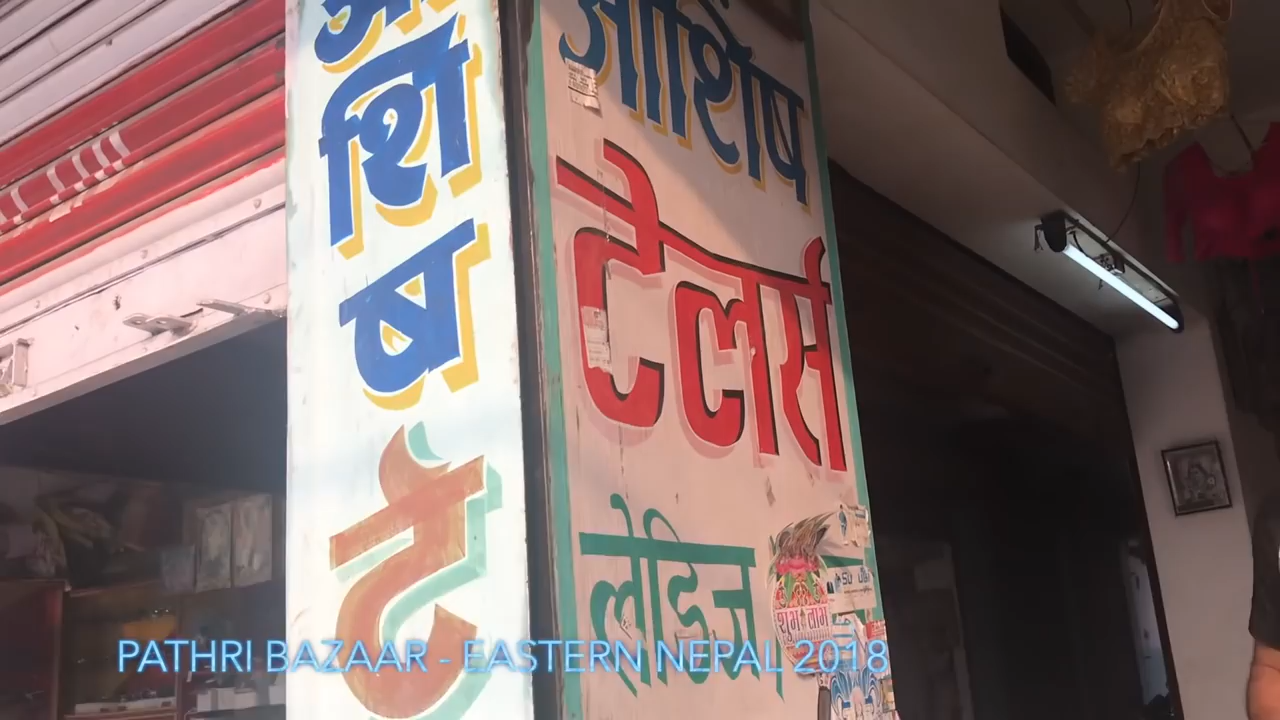 आ
शि
ष
टे
आशिष
टेलर्स
लेडिज
शुभ लाभ
PATHRI BAZAAR - EASTERN NEPAL 2018